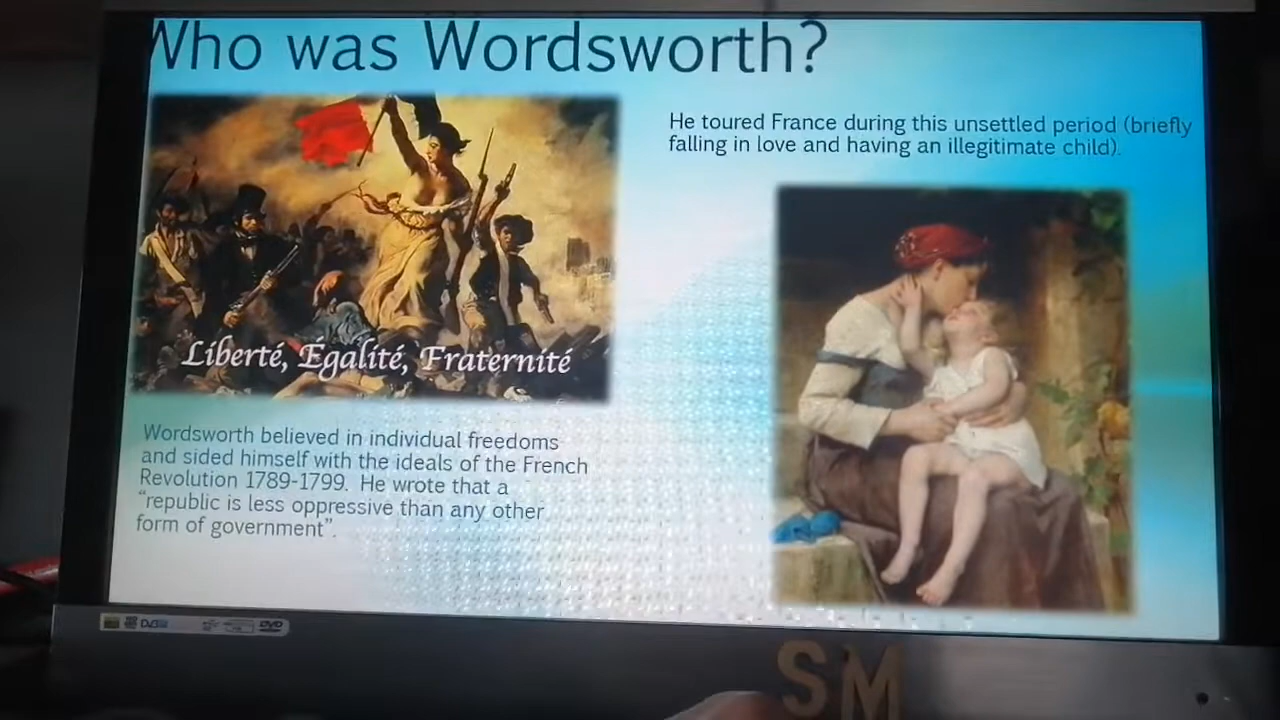 Who was Wordsworth?
He toured France during this unsettled period (briefly
falling in love and having an illegitimate child).
Liberté, Égalité, Fraternité
Wordsworth believed in individual freedoms
and sided himself with the ideals of the French
Revolution 1789-1799. He wrote that a
“republic is less oppressive than any other
form of government”.
DVD
SM